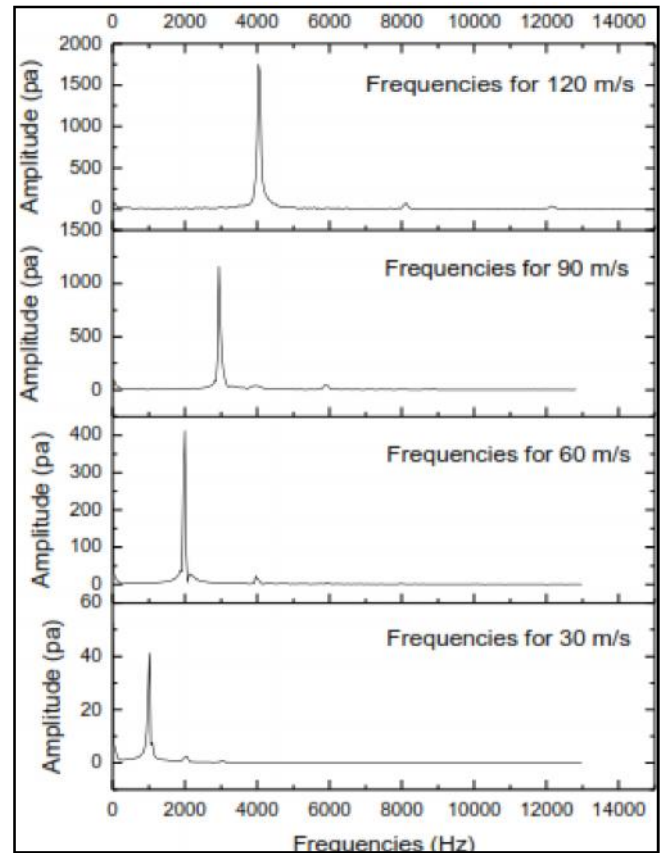 0 2000 4000 6000 8000 10000 12000 14000
2000
1500
1000
500
0
Amplitude (pa)
Frequencies for 120 m/s
1500
1000
500
0
Amplitude (pa)
Frequencies for 90 m/s
400
300
200
100
0
Amplitude (pa)
Frequencies for 60 m/s
60
40
20
0
Amplitude (pa)
Frequencies for 30 m/s
0 2000 4000 6000 8000 10000 12000 14000
Frequencies (Hz)